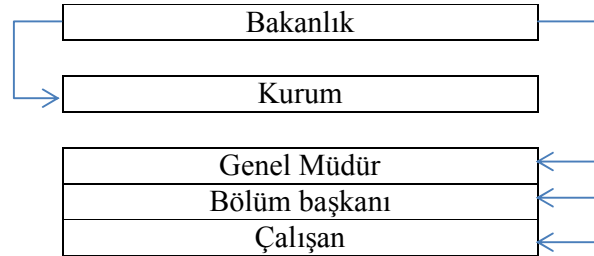 Bakanlık
Kurum
Genel Müdür
Bölüm başkanı
Çalışan